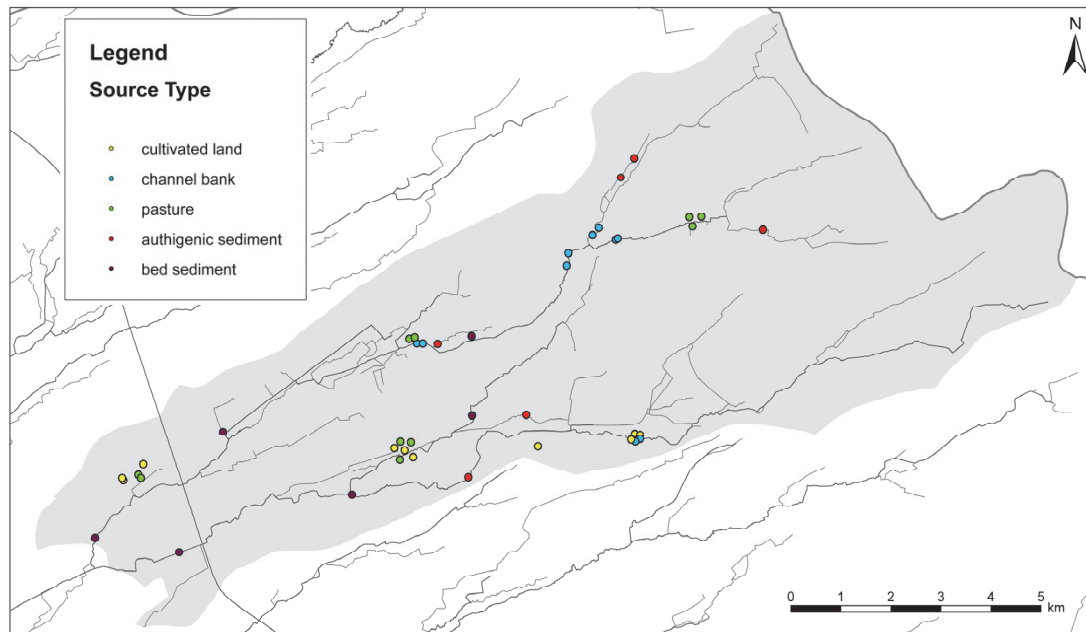 Legend
Source Type
cultivated land
channel bank
pasture
authigenic sediment
bed sediment
N
0 1 2 3 4 5
km